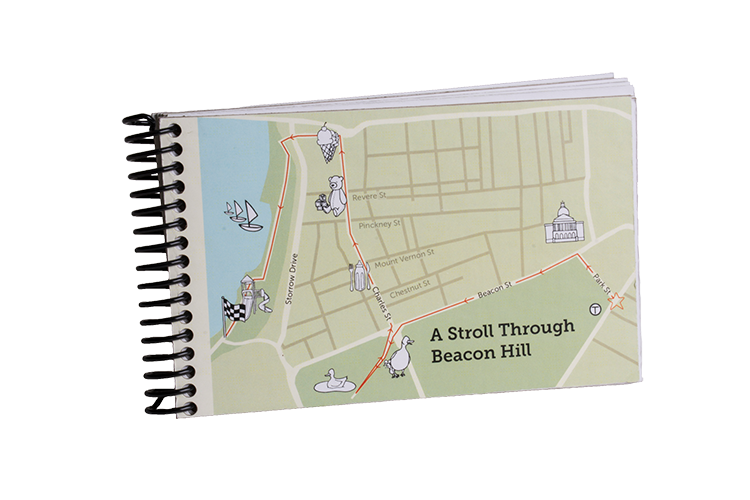 Revere St
Pinckney St
Mount Vernon St
Chestnut St
Storrow Drive
Charles St
Beacon St
Park St
T
A Stroll Through
Beacon Hill